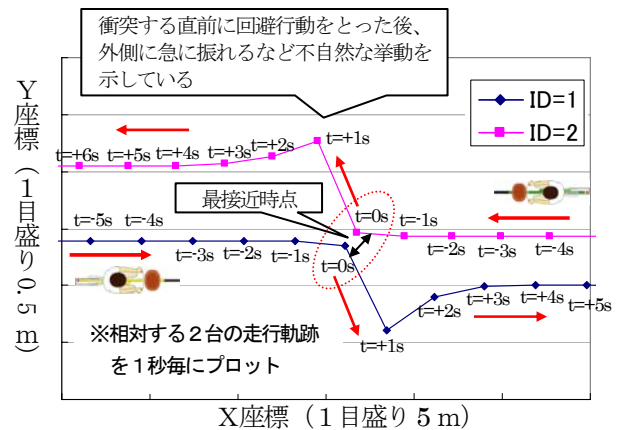 衝突する直前に回避行動をとった後、
外側に急に振れるなど不自然な挙動を
示している
ID=1
ID=2
t=+6s t=+5s t=+4s t=+3s t=+2s t=+1s
最接近時点
t=0s t=-1s t=-2s t=-3s t=-4s
t=-5s t=-4s t=-3s t=-2s t=-1s t=0s
t=+1s t=+2s t=+3s t=+4s t=+5s
※相対する2台の走行軌跡
を1秒毎にプロット
Y座標(1目盛り0.5m)
X座標(1目盛り5m)